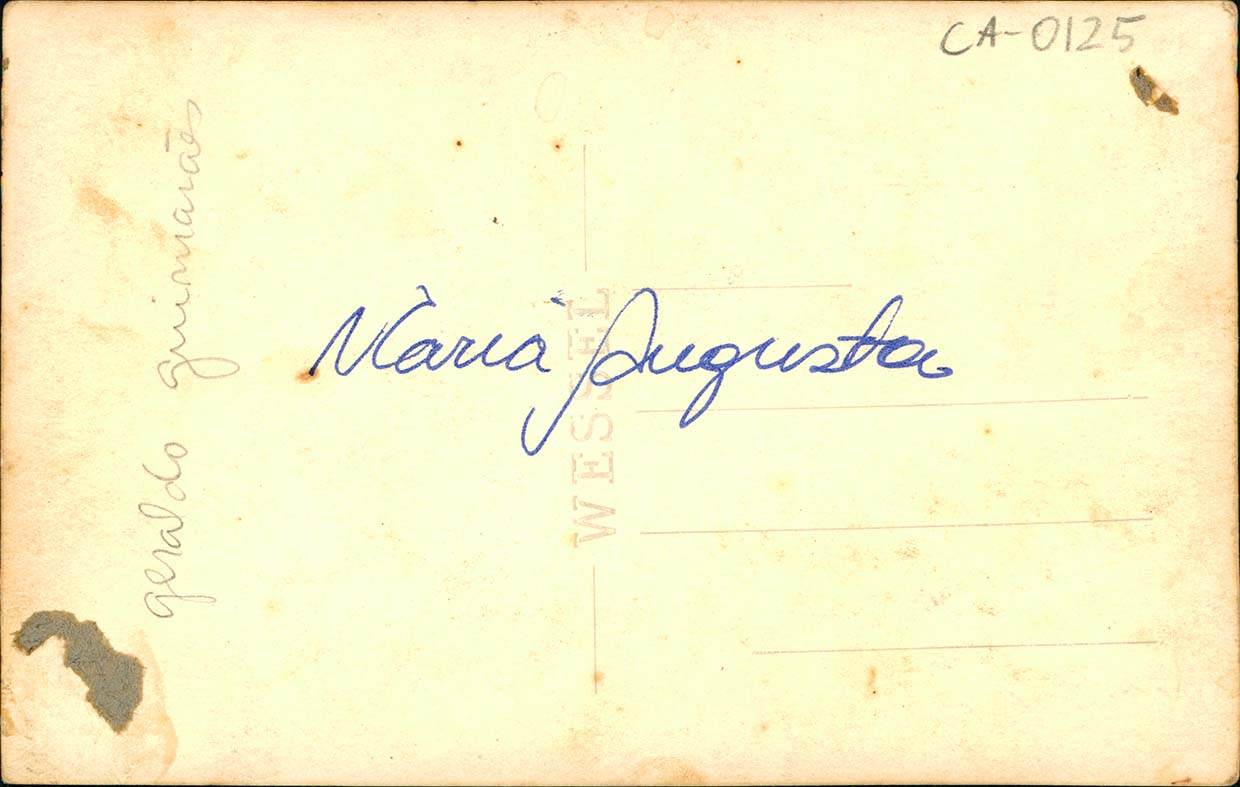 CA-0125
geraldo guimarães
Maria Augusta
WESSEL